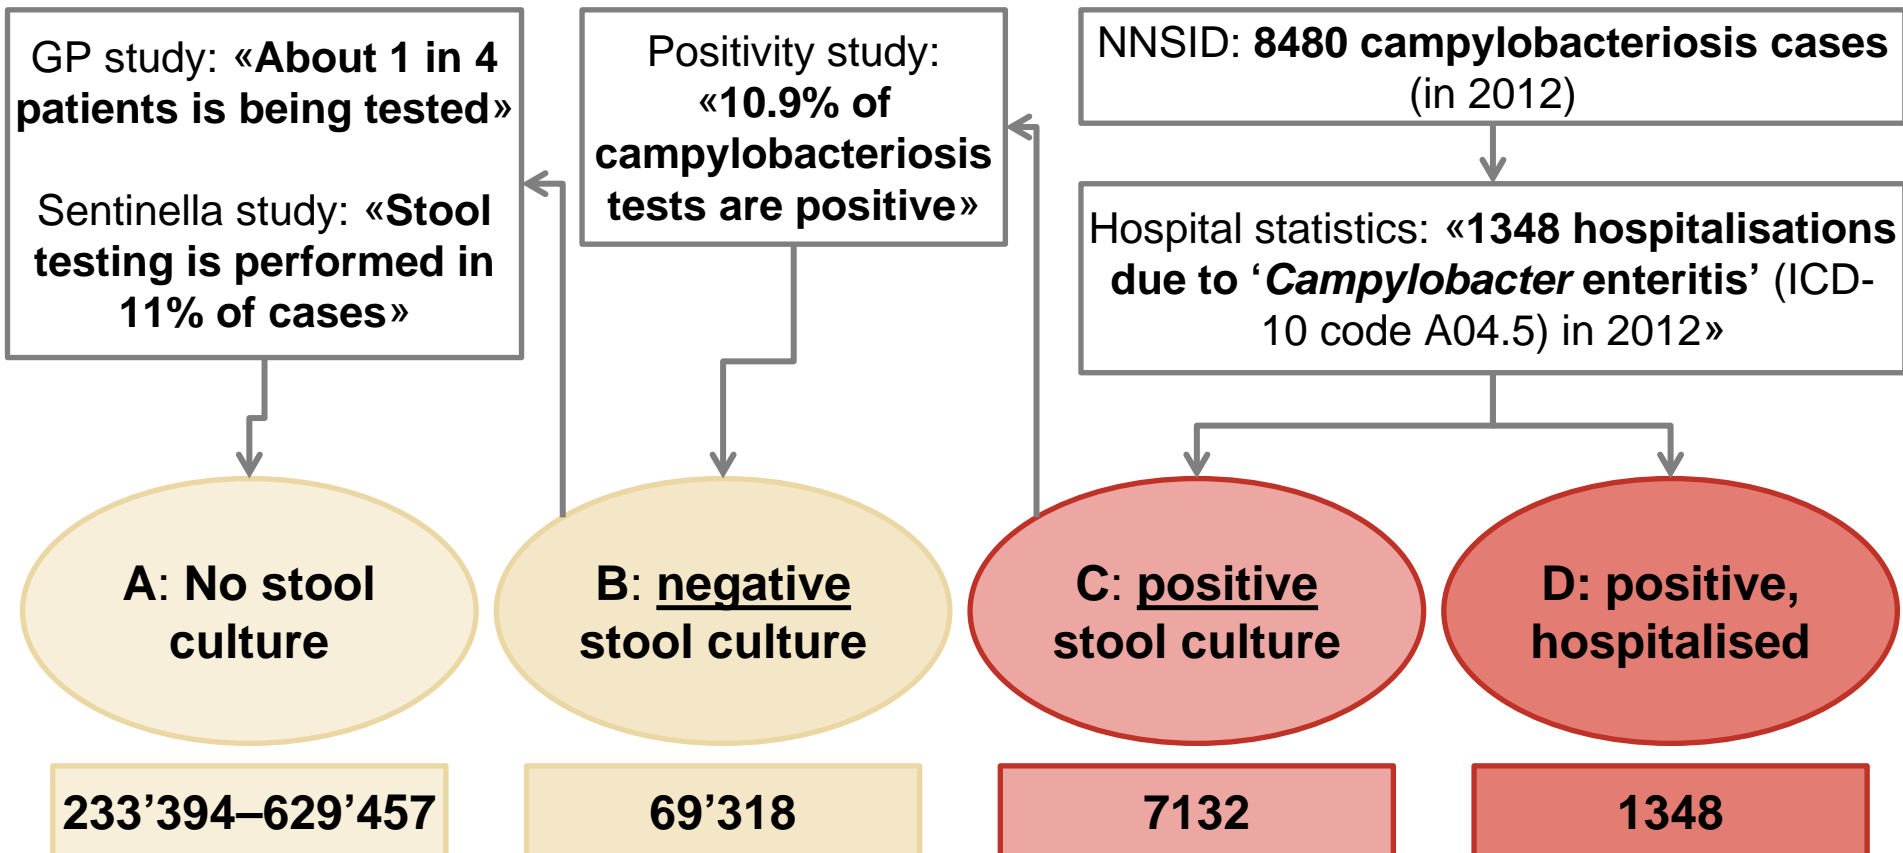 GP study: «About 1 in 4
patients is being tested»
Sentinella study: «Stool
testing is performed in
11% of cases»
Positivity study:
«10.9% of
campylobacteriosis
tests are positive»
NNSID: 8480 campylobacteriosis cases
(in 2012)
Hospital statistics: «1348 hospitalisations
due to ‘Campylobacter enteritis’ (ICD-
10 code A04.5) in 2012»
A: No stool
culture
B: negative
stool culture
C: positive
stool culture
D: positive,
hospitalised
233’394–629’457
69’318
7132
1348